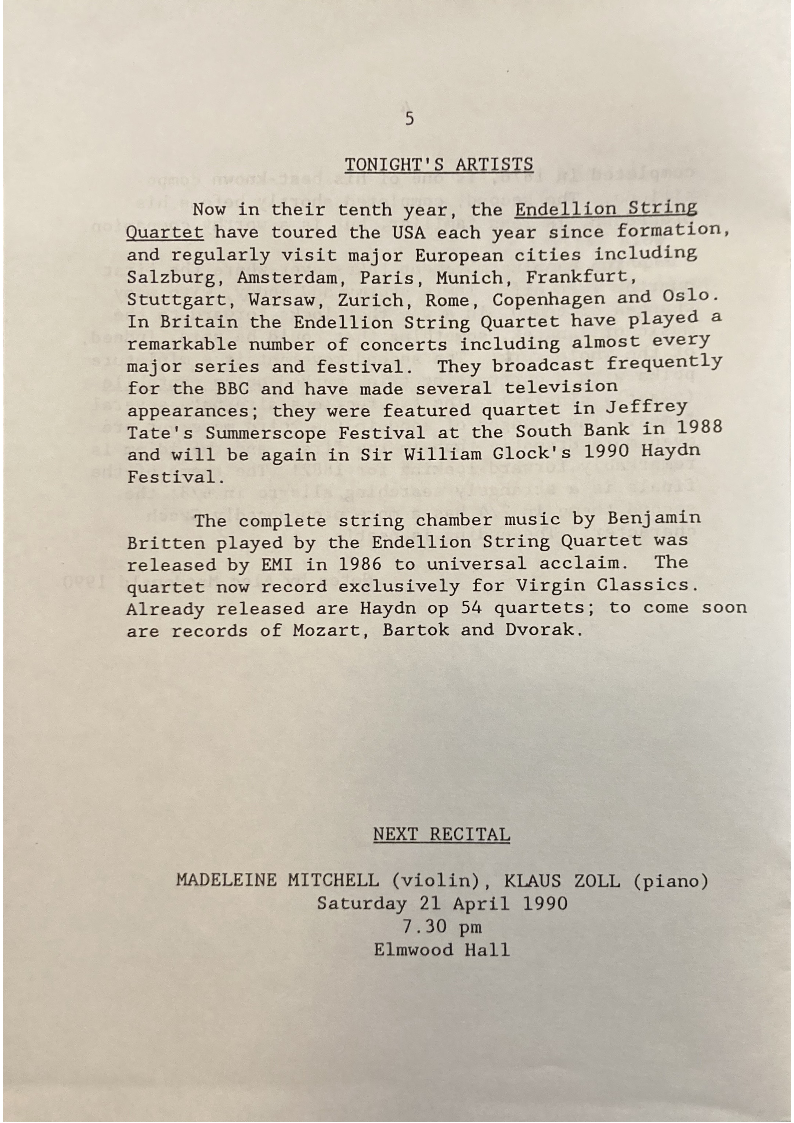 5
TONIGHT'S ARTISTS
Now in their tenth year, the Endellion String
Quartet have toured the USA each year since formation,
and regularly visit major European cities including
Salzburg, Amsterdam, Paris, Munich, Frankfurt,
Stuttgart, Warsaw, Zurich, Rome, Copenhagen and Oslo.
In Britain the Endellion String Quartet have played a
remarkable number of concerts including almost every
major series and festival. They broadcast frequently
for the BBC and have made several television
appearances; they were featured quartet in Jeffrey
Tate's Summerscope Festival at the South Bank in 1988
and will be again in Sir William Glock's 1990 Haydn
Festival.
The complete string chamber music by Benjamin
Britten played by the Endellion String Quartet was
released by EMI in 1986 to universal acclaim. The
quartet now record exclusively for Virgin Classics.
Already released are Haydn op 54 quartets; to come soon
are records of Mozart, Bartok and Dvorak.
NEXT RECITAL
MADELEINE MITCHELL (violin), KLAUS ZOLL (piano)
Saturday 21 April 1990
7.30 pm
Elmwood Hall